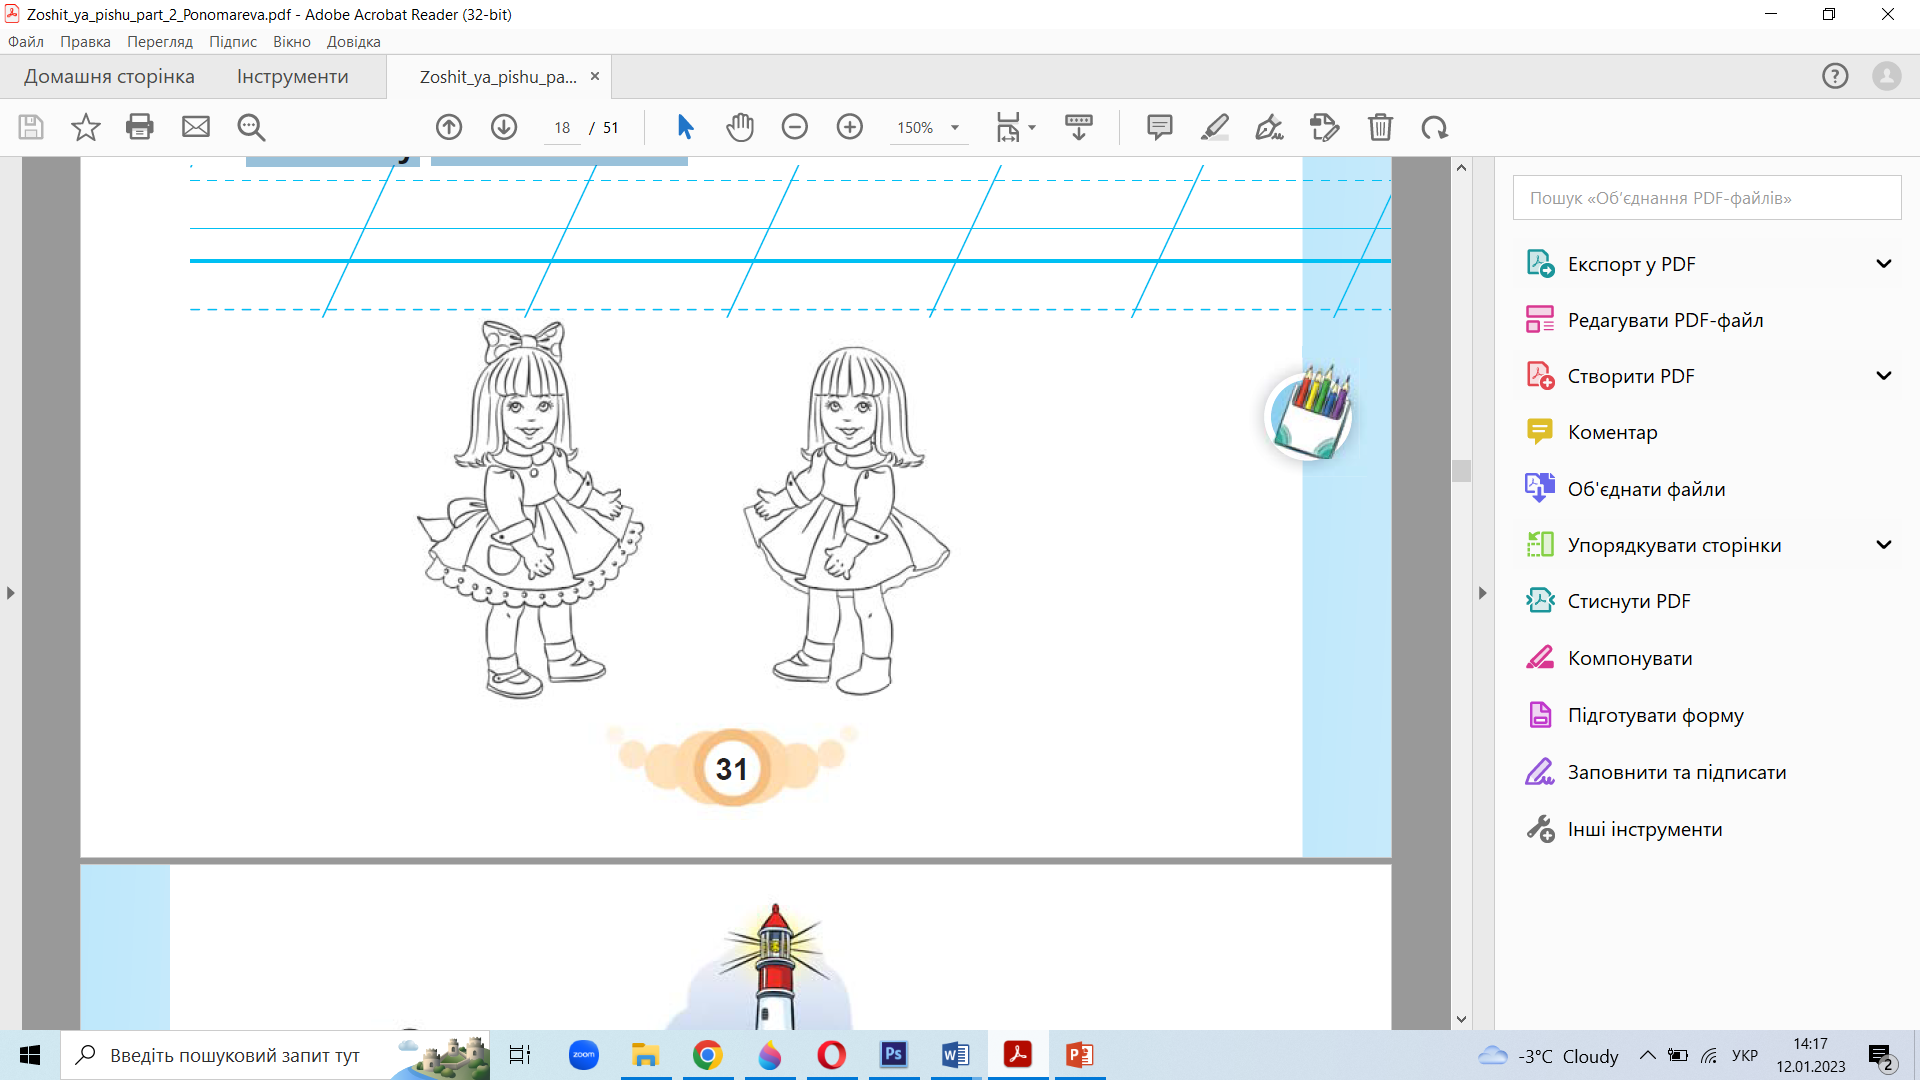 Zoshit_ya_pishu_part_2_Ponomareva.pdf - Adobe Acrobat Reader (32-bit)
Файл Правка Перегляд Підпис Вікно Довідка
Домашня сторінка Інструменти Zoshit_ya_pishu_pa... ×
18 / 51 150%
Пошук «Об'єднання PDF-файлів»
Експорт у PDF
Редагувати PDF-файл
Створити PDF
Коментар
Об'єднати файли
Упорядкувати сторінки
Стиснути PDF
Компонувати
Підготувати форму
Заповнити та підписати
Інші інструменти
31
Введіть пошуковий запит тут
zoom
Ps
-3°C Cloudy
УКР
14:17
12.01.2023
2